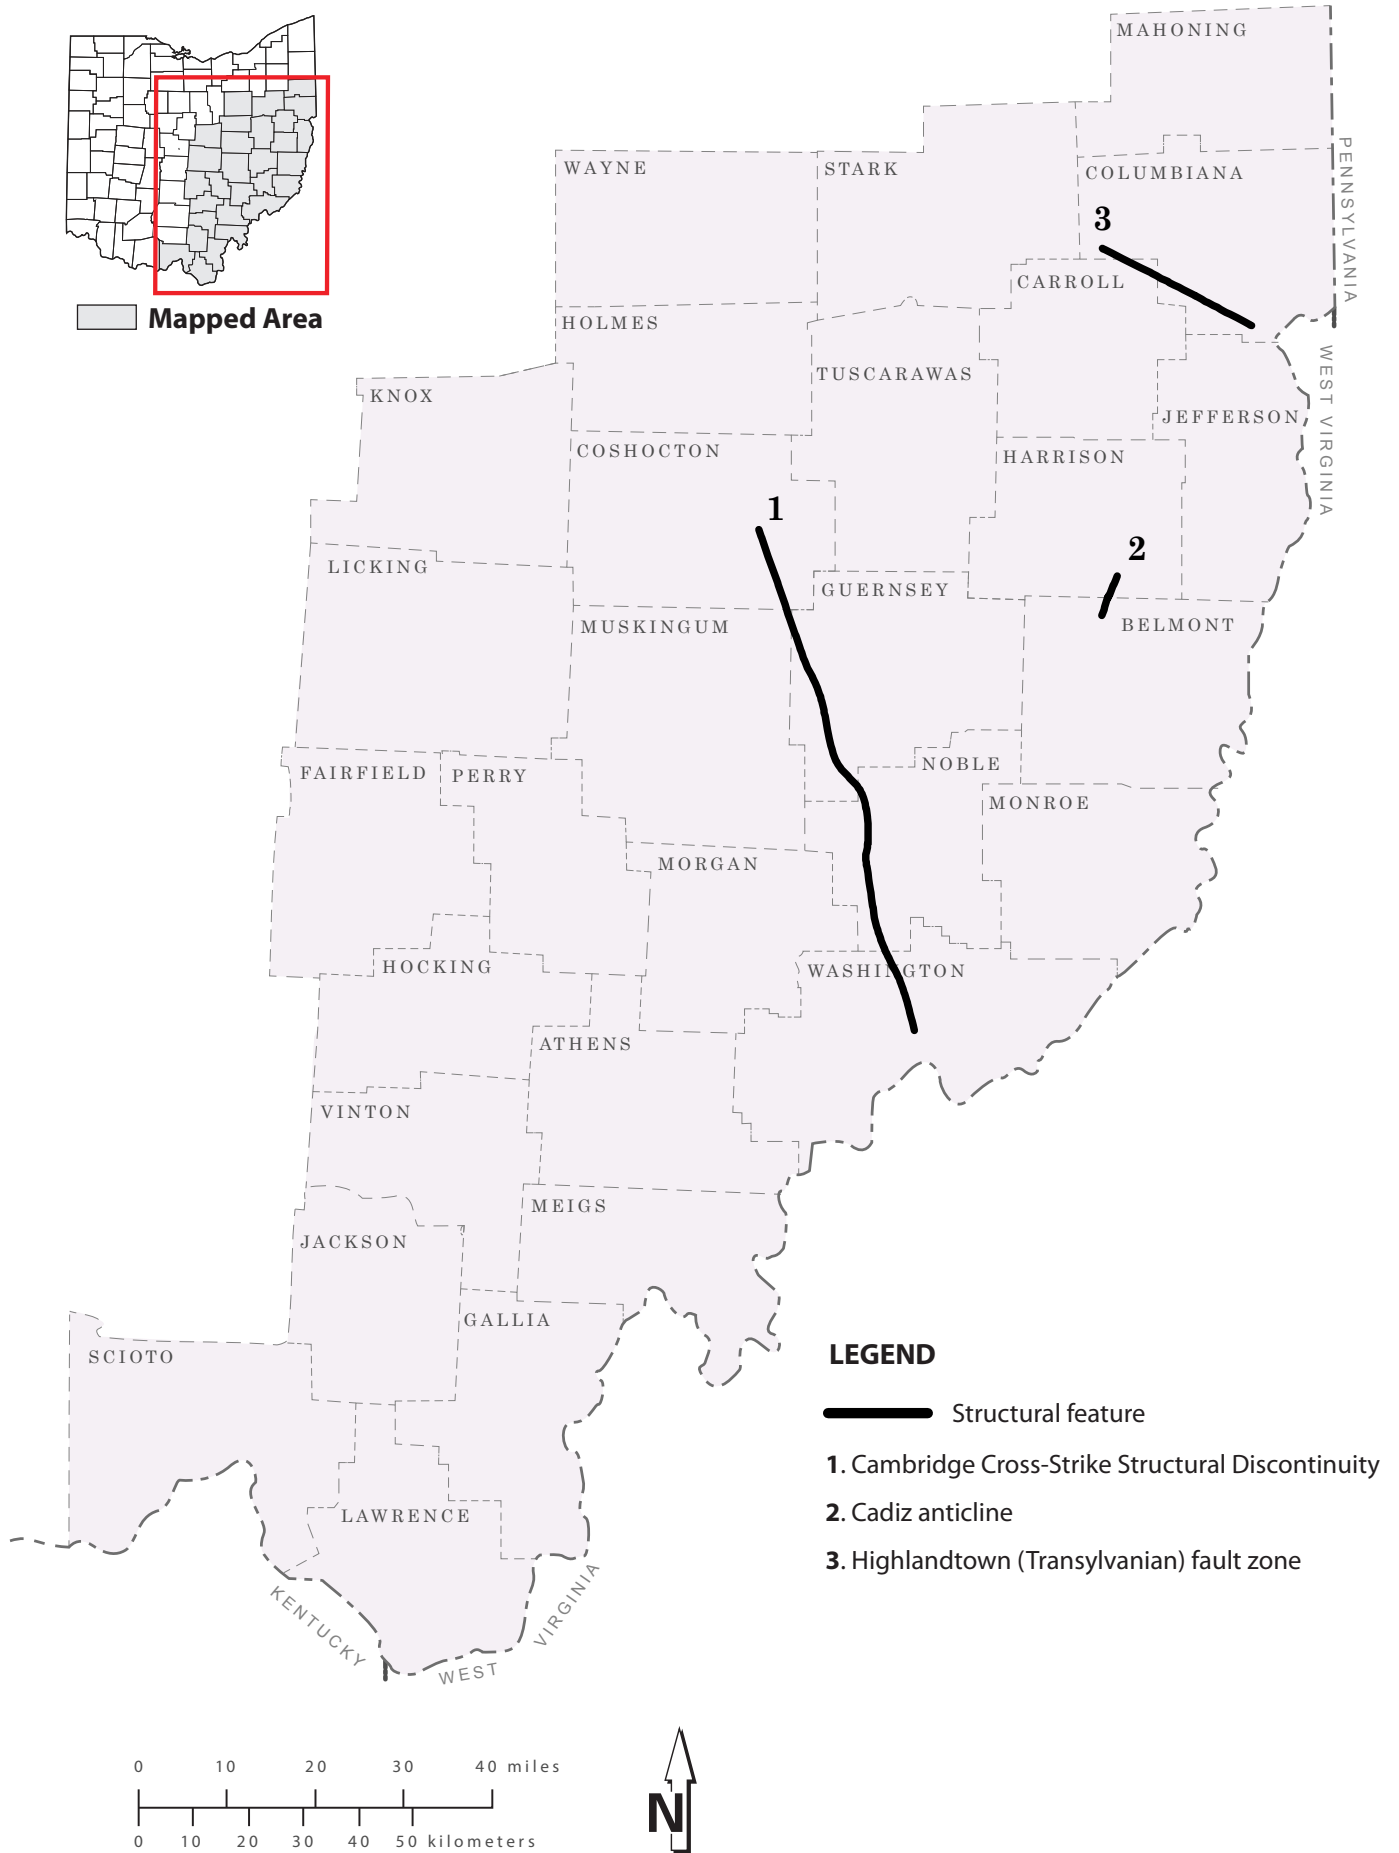 MAHONING
PENNSYLVANIA
WAYNE
STARK
COLUMBIANA
3
CARROLL
Mapped Area
HOLMES
WEST VIRGINIA
TUSCARAWAS
KNOX
JEFFERSON
COSHOCTON
HARRISON
1
2
LICKING
GUERNSEY
MUSKINGUM
BELMONT
FAIRFIELD
PERRY
NOBLE
MONROE
MORGAN
HOCKING
WASHINGTON
ATHENS
VINTON
MEIGS
JACKSON
GALLIA
SCIOTO
LAWRENCE
KENTUCKY
WEST VIRGINIA
LEGEND
Structural feature
1. Cambridge Cross-Strike Structural Discontinuity
2. Cadiz anticline
3. Highlandtown (Transylvanian) fault zone
0 10 20 30 40 miles
0 10 20 30 40 50 kilometers
N